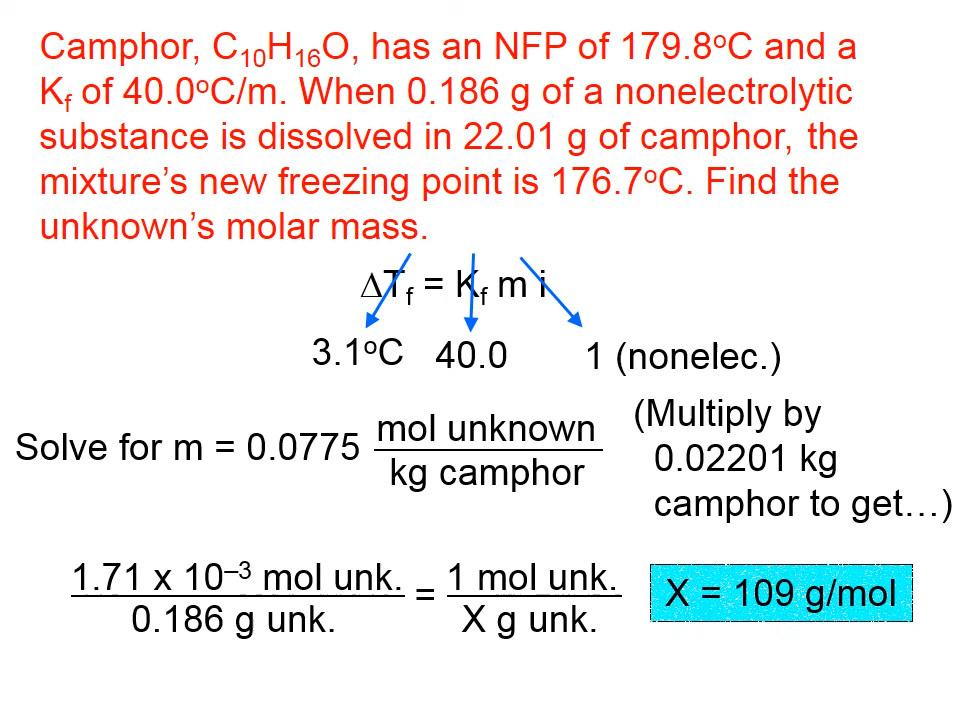 Camphor, C₁₀H₁₆O, has an NFP of 179.8ºC and a
K_f of 40.0ºC/m. When 0.186 g of a nonelectrolytic
substance is dissolved in 22.01 g of camphor, the
mixture’s new freezing point is 176.7ºC. Find the
unknown’s molar mass.
ΔT_f = K_f m i
3.1ºC 40.0 1 (nonelec.)
Solve for m = 0.0775 mol unknown / kg camphor
(Multiply by
0.02201 kg
camphor to get…)
1.71 x 10⁻³ mol unk. / 0.186 g unk. = 1 mol unk. / X g unk.
X = 109 g/mol